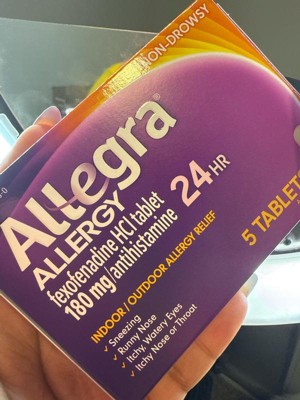 NON-DROWSY
Allegra®
ALLERGY
fexofenadine HCl tablet
180 mg/antihistamine
24 HR
INDOOR / OUTDOOR ALLERGY RELIEF
✓ Sneezing
✓ Runny Nose
✓ Itchy, Watery Eyes
✓ Itchy Nose or Throat
5 TABLETS